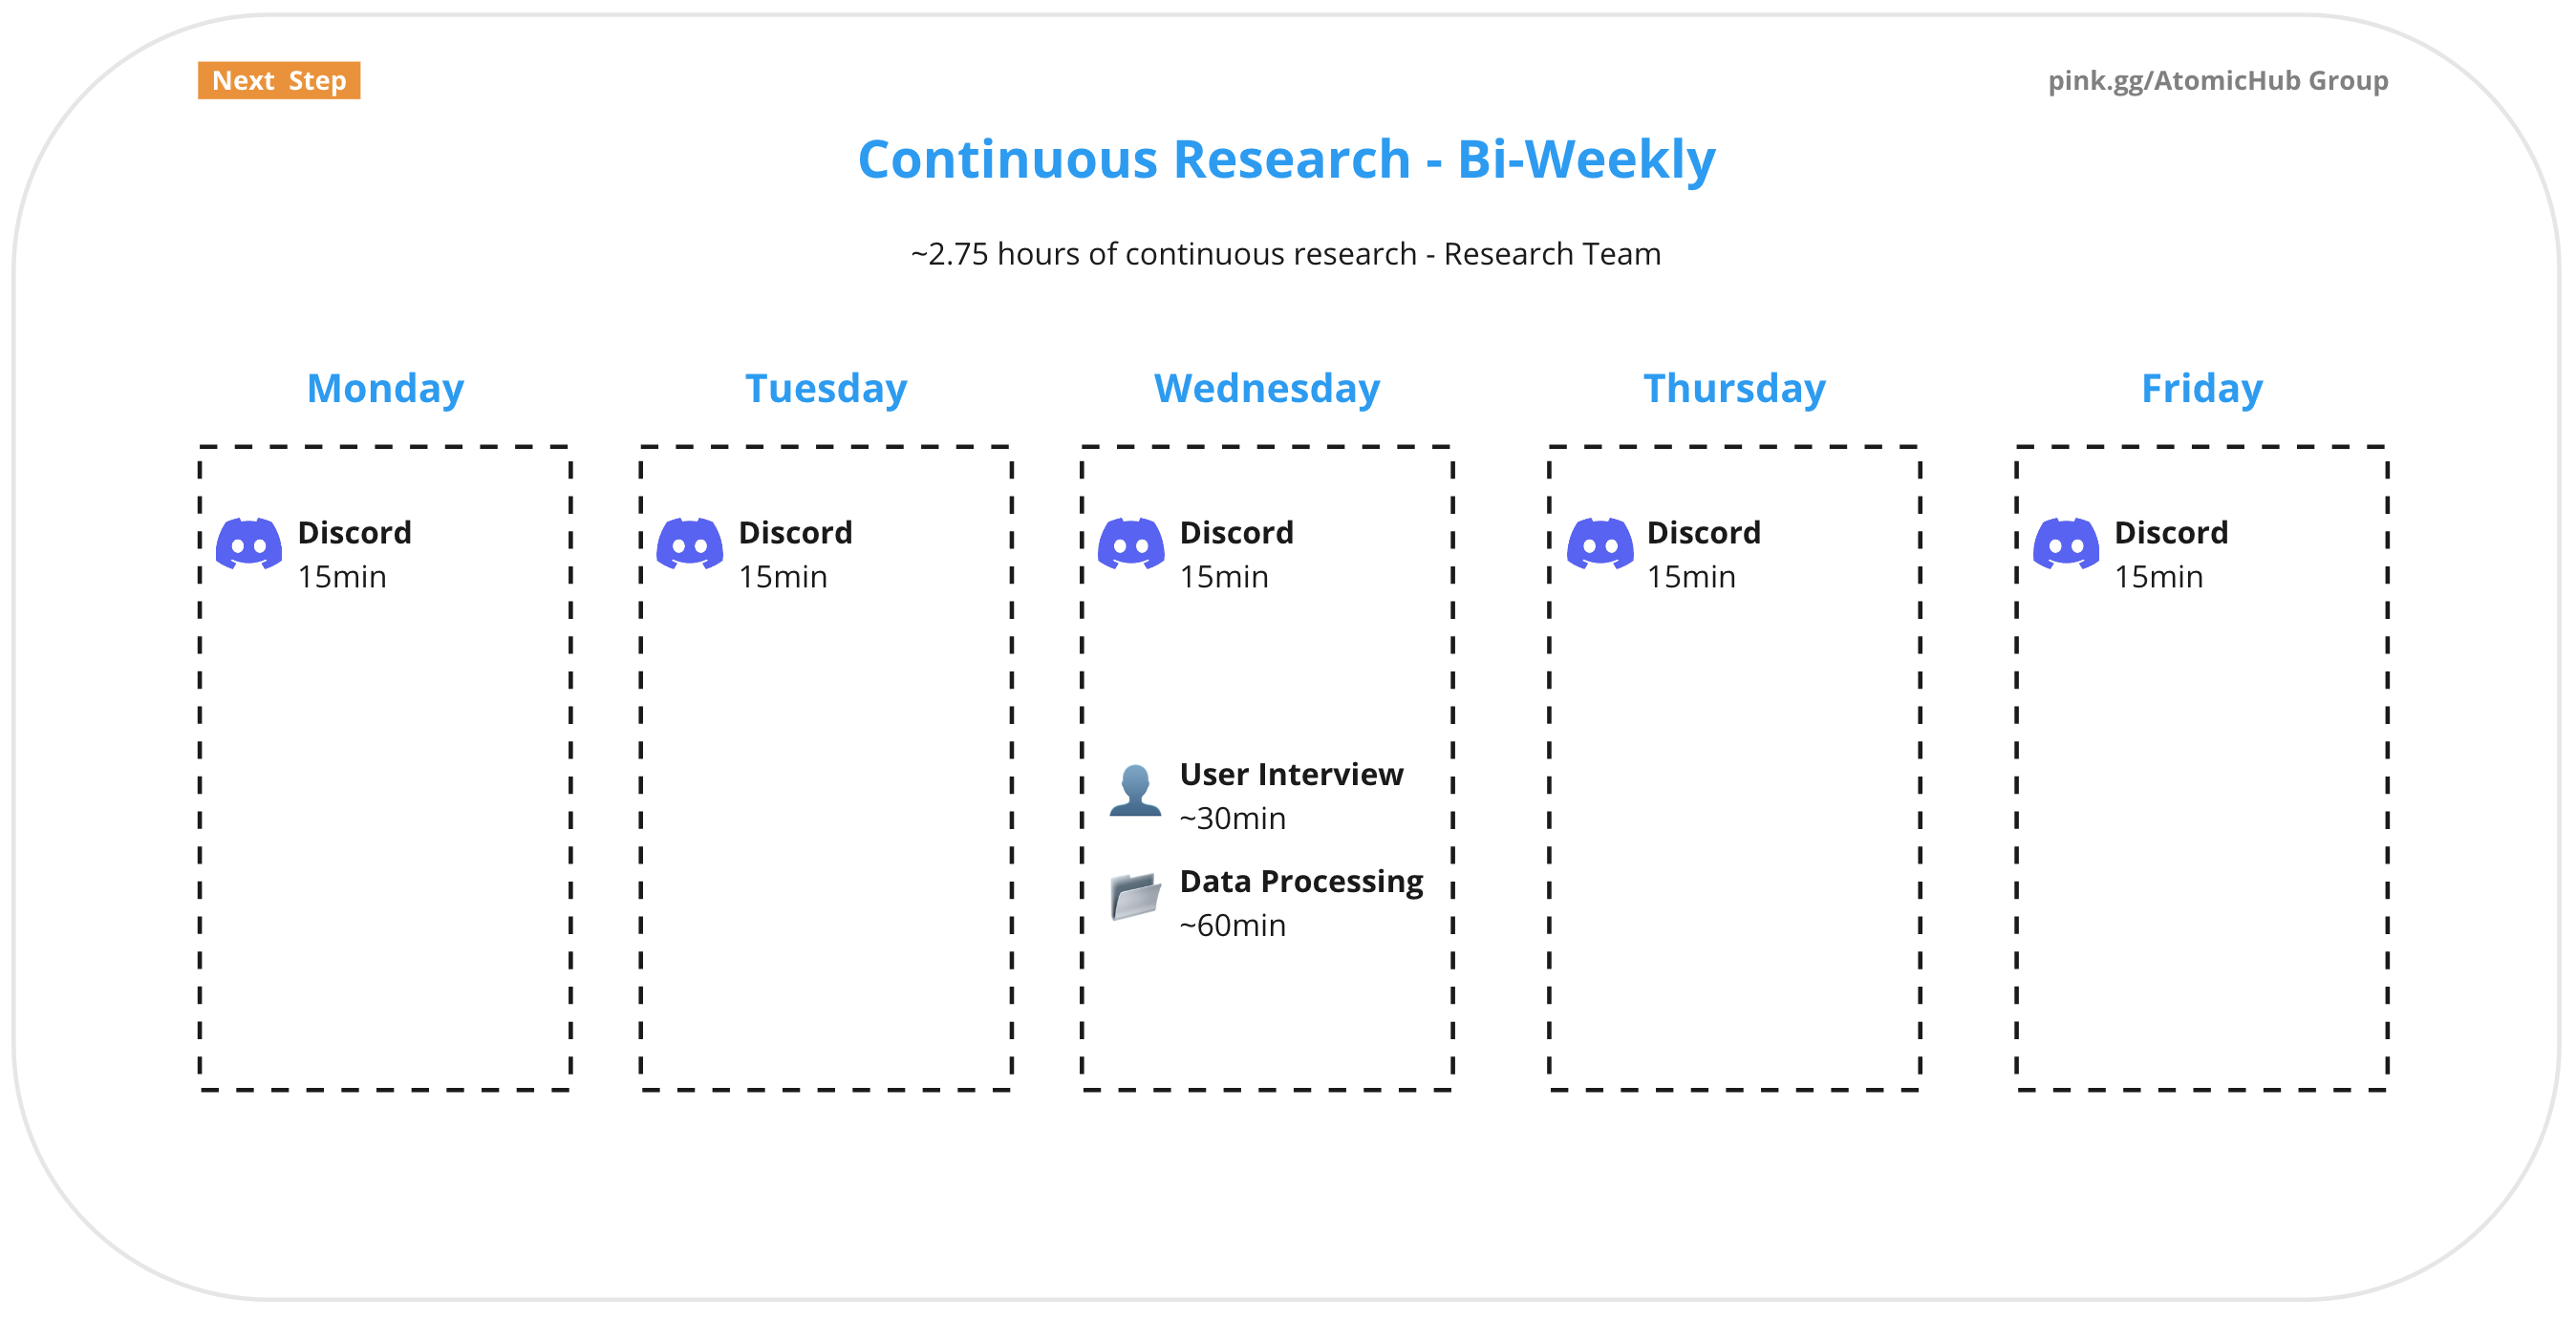 Next  Step
pink.gg/AtomicHub Group
Continuous Research - Bi-Weekly
~2.75 hours of continuous research - Research Team
Monday
Tuesday
Wednesday
Thursday
Friday
Discord
15min
Discord
15min
Discord
15min
Discord
15min
Discord
15min
User Interview
~30min
Data Processing
~60min